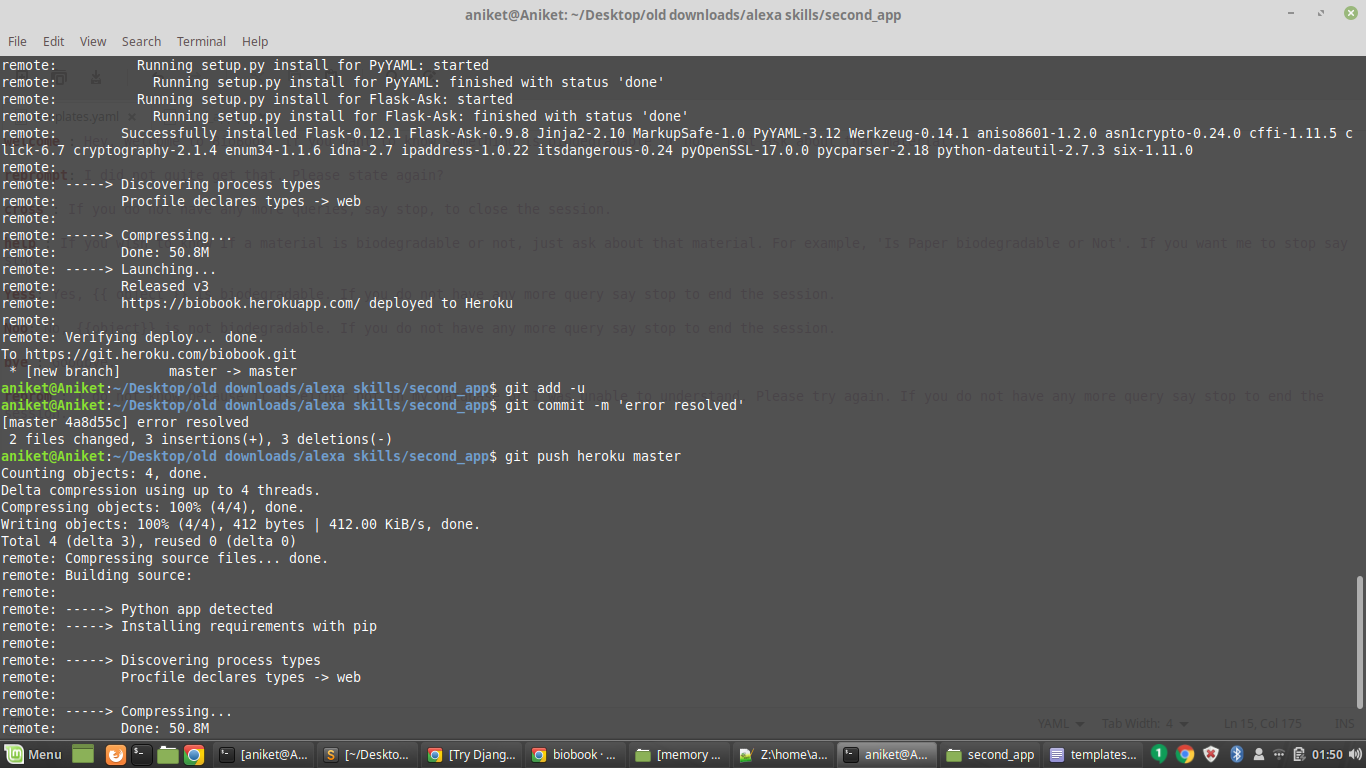 aniket@Aniket: ~/Desktop/old downloads/alexa skills/second_app
File Edit View Search Terminal Help
remote:          Running setup.py install for PyYAML: started
remote:            Running setup.py install for PyYAML: finished with status 'done'
remote:          Running setup.py install for Flask-Ask: started
remote:            Running setup.py install for Flask-Ask: finished with status 'done'
remote:        Successfully installed Flask-0.12.1 Flask-Ask-0.9.8 Jinja2-2.10 MarkupSafe-1.0 PyYAML-3.12 Werkzeug-0.14.1 aniso8601-1.2.0 asn1crypto-0.24.0 cffi-1.11.5 c
lick-6.7 cryptography-2.1.4 enum34-1.1.6 idna-2.7 ipaddress-1.0.22 itsdangerous-0.24 pyOpenSSL-17.0.0 pycparser-2.18 python-dateutil-2.7.3 six-1.11.0
remote:
remote: -----> Discovering process types
remote:        Procfile declares types -> web
remote:
remote: -----> Compressing...
remote:        Done: 50.8M
remote: -----> Launching...
remote:        Released v3
remote:        https://biobook.herokuapp.com/ deployed to Heroku
remote:
remote: Verifying deploy... done.
To https://git.heroku.com/biobook.git
 * [new branch]      master -> master
aniket@Aniket:~/Desktop/old downloads/alexa skills/second_app$ git add -u
aniket@Aniket:~/Desktop/old downloads/alexa skills/second_app$ git commit -m 'error resolved'
[master 4a8d55c] error resolved
 2 files changed, 3 insertions(+), 3 deletions(-)
aniket@Aniket:~/Desktop/old downloads/alexa skills/second_app$ git push heroku master
Counting objects: 4, done.
Delta compression using up to 4 threads.
Compressing objects: 100% (4/4), done.
Writing objects: 100% (4/4), 412 bytes | 412.00 KiB/s, done.
Total 4 (delta 3), reused 0 (delta 0)
remote: Compressing source files... done.
remote: Building source:
remote:
remote: -----> Python app detected
remote: -----> Installing requirements with pip
remote:
remote: -----> Discovering process types
remote:        Procfile declares types -> web
remote:
remote: -----> Compressing...
remote:        Done: 50.8M
YAML Tab Width: 4 Ln 15, Col 175 INS
Menu [aniket@A... [~/Deskto... [Try Djang... biobook · ... [memory ... Z:\home\a... aniket@A... second_app templates.... 1 01:50